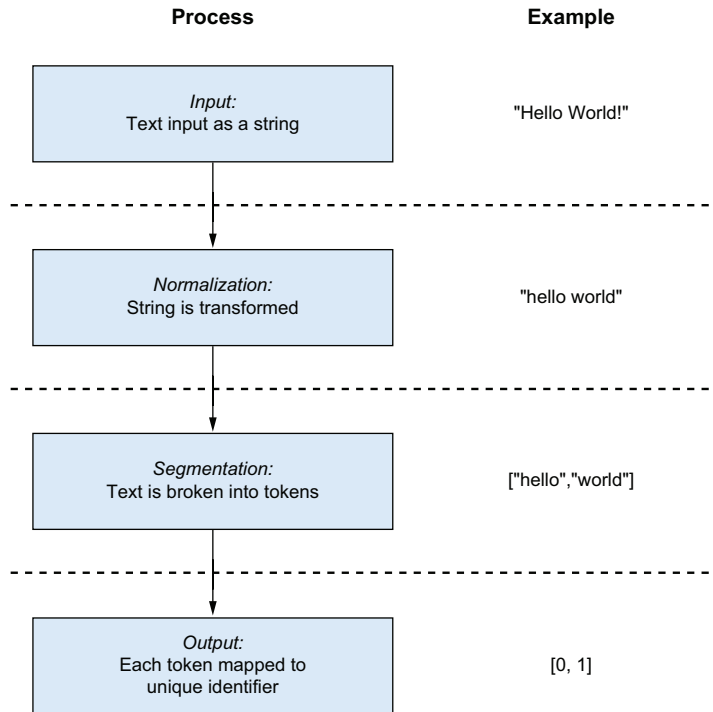 Process
Example
Input:
Text input as a string
"Hello World!"
Normalization:
String is transformed
"hello world"
Segmentation:
Text is broken into tokens
["hello","world"]
Output:
Each token mapped to
unique identifier
[0, 1]